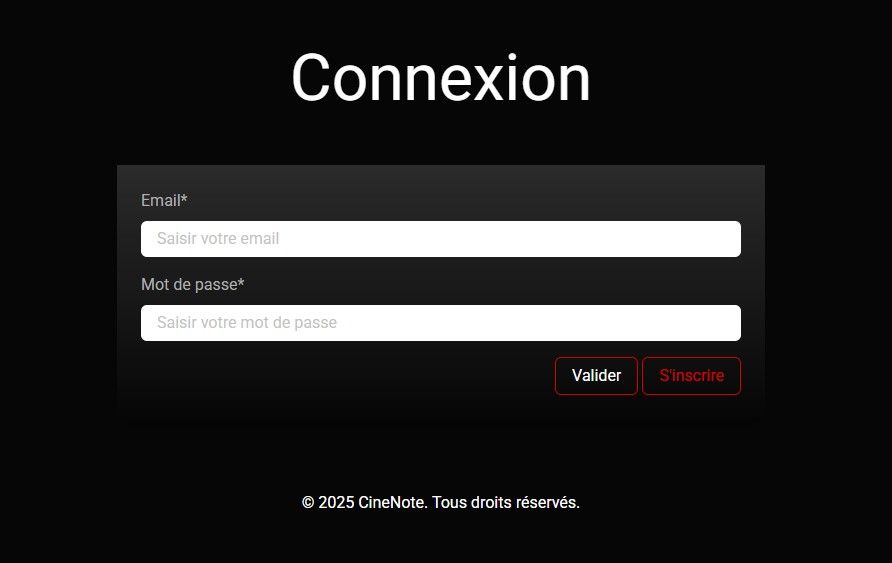 Connexion
Email*
Saisir votre email
Mot de passe*
Saisir votre mot de passe
Valider S'inscrire
© 2025 CineNote. Tous droits réservés.